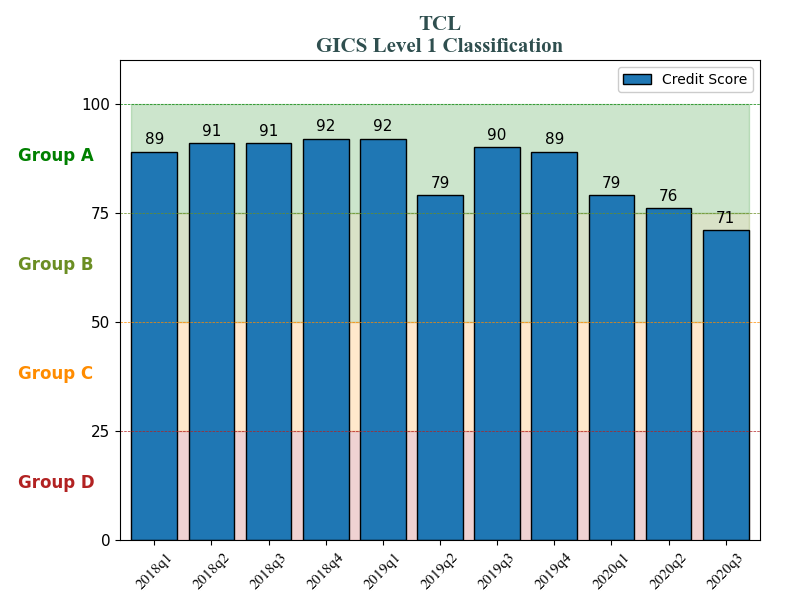 TCL
GICS Level 1 Classification
Credit Score
100
75
50
25
0
Group A
Group B
Group C
Group D
89
91
91
92
92
79
90
89
79
76
71
2018q1
2018q2
2018q3
2018q4
2019q1
2019q2
2019q3
2019q4
2020q1
2020q2
2020q3